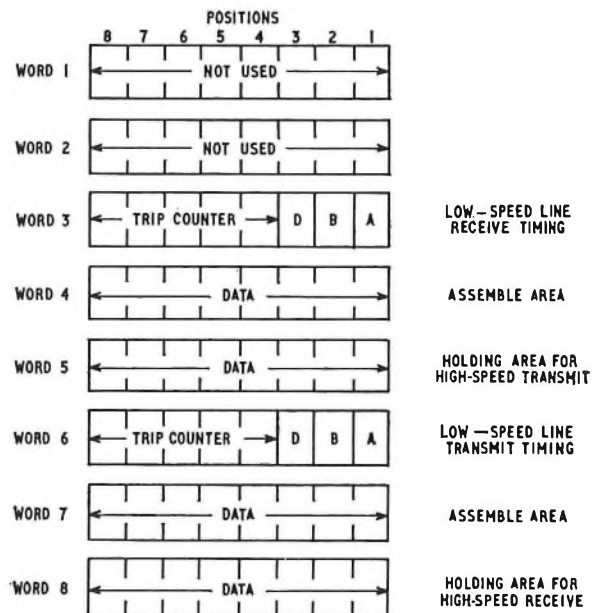 POSITIONS
8 7 6 5 4 3 2 1
WORD 1 NOT USED
WORD 2 NOT USED
WORD 3 TRIP COUNTER D B A LOW-SPEED LINE
RECEIVE TIMING
WORD 4 DATA ASSEMBLE AREA
WORD 5 DATA HOLDING AREA FOR
HIGH-SPEED TRANSMIT
WORD 6 TRIP COUNTER D B A LOW-SPEED LINE
TRANSMIT TIMING
WORD 7 DATA ASSEMBLE AREA
WORD 8 DATA HOLDING AREA FOR
HIGH-SPEED RECEIVE